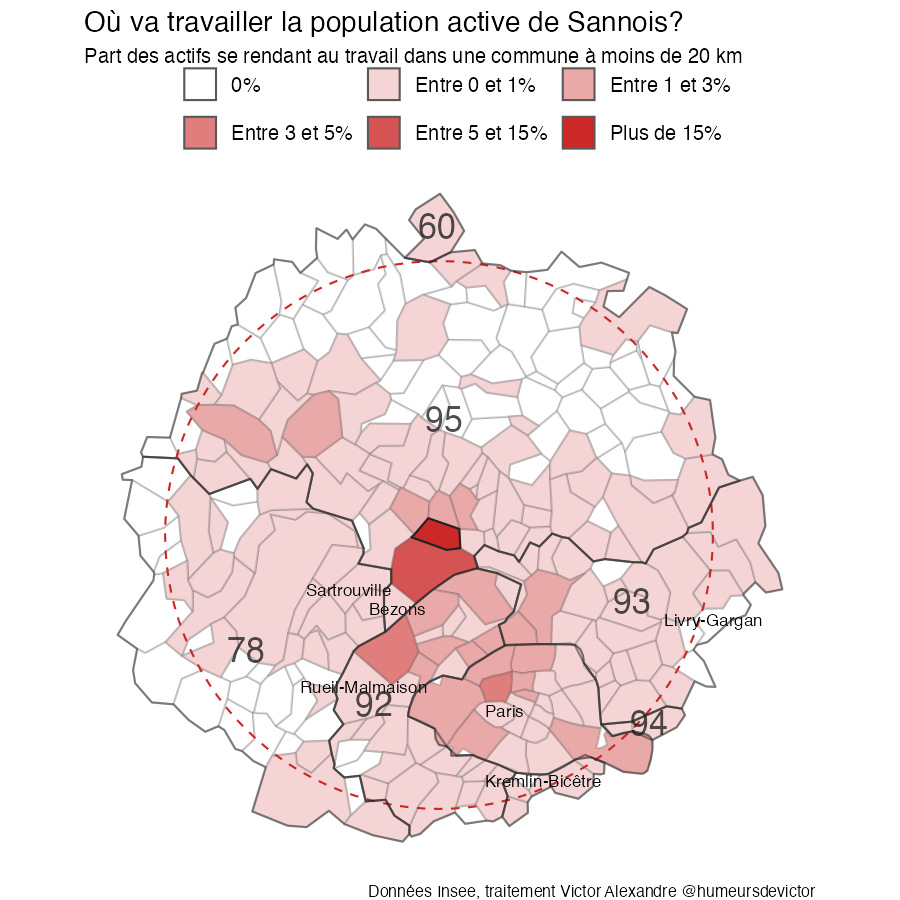 Où va travailler la population active de Sannois?
Part des actifs se rendant au travail dans une commune à moins de 20 km
0% Entre 0 et 1% Entre 1 et 3%
Entre 3 et 5% Entre 5 et 15% Plus de 15%
60
95
Sartrouville
93
Bezons
Livry-Gargan
78
Rueil-Malmaison
92
Paris
94
Kremlin-Bicêtre
Données Insee, traitement Victor Alexandre @humeursdevictor